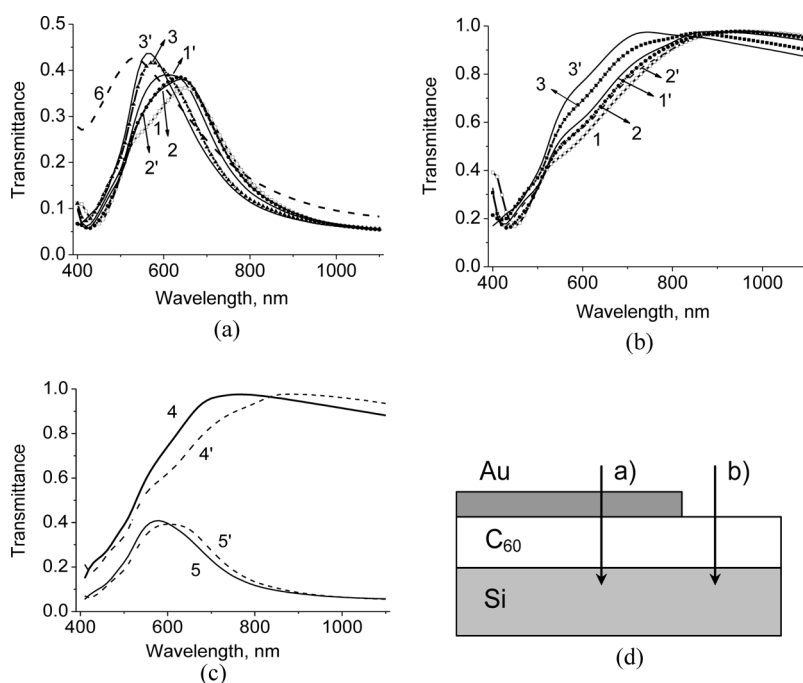 0.5
0.4
0.3
0.2
0.1
0.0
Transmittance
6
3'
3
1'
1
2
2'
400 600 800 1000
Wavelength, nm
(a)
1.0
0.8
0.6
0.4
0.2
0.0
Transmittance
3
3'
2'
1'
1
2
400 600 800 1000
Wavelength, nm
(b)
1.0
0.8
0.6
0.4
0.2
0.0
Transmittance
4
4'
5'
5
400 600 800 1000
Wavelength, nm
(c)
Au
a)
b)
C60
Si
(d)